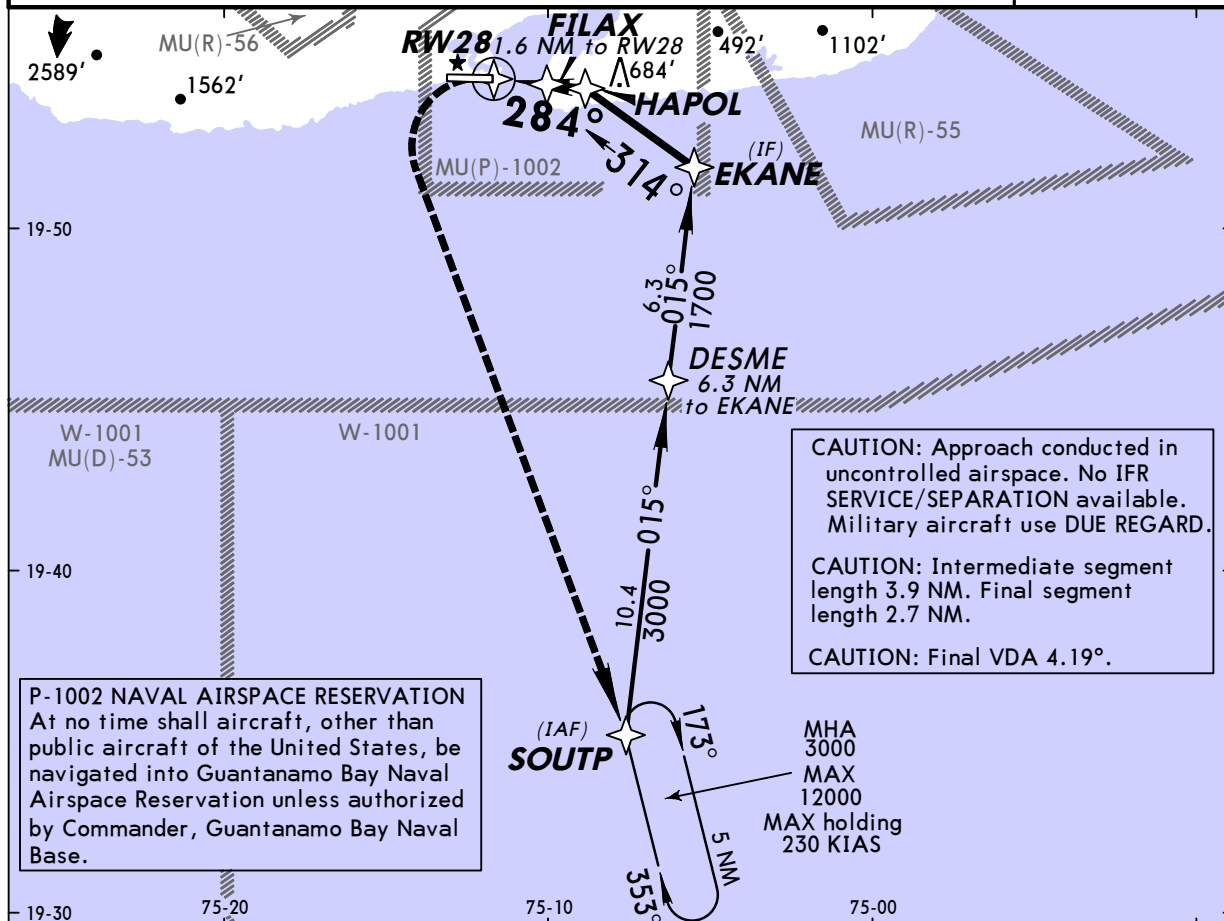 MU(R)-56
2589'
1562'
RW28
FILAX
1.6 NM to RW28
684'
492'
1102'
HAPOL
284°
314°
MU(P)-1002
(IF)
EKANE
MU(R)-55
19-50
6.3
015°
1700
DESME
6.3 NM
to EKANE
W-1001
MU(D)-53
W-1001
015°
10.4
3000
19-40
CAUTION: Approach conducted in
uncontrolled airspace. No IFR
SERVICE/SEPARATION available.
Military aircraft use DUE REGARD.
CAUTION: Intermediate segment
length 3.9 NM. Final segment
length 2.7 NM.
CAUTION: Final VDA 4.19°.
P-1002 NAVAL AIRSPACE RESERVATION
At no time shall aircraft, other than
public aircraft of the United States, be
navigated into Guantanamo Bay Naval
Airspace Reservation unless authorized
by Commander, Guantanamo Bay Naval
Base.
(IAF)
SOUTP
173°
MHA
3000
MAX
12000
MAX holding
230 KIAS
5 NM
353°
19-30
75-20
75-10
75-00